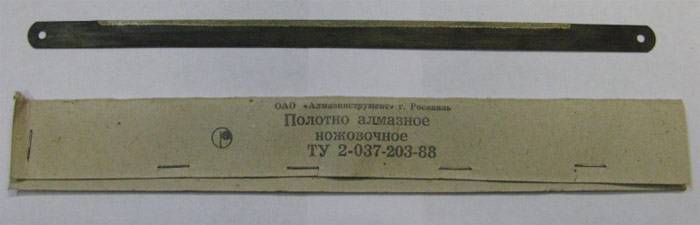 ОАО «Алмазинструмент» г. Рославль
Полотно алмазное
ножовочное
ТУ 2-037-203-88